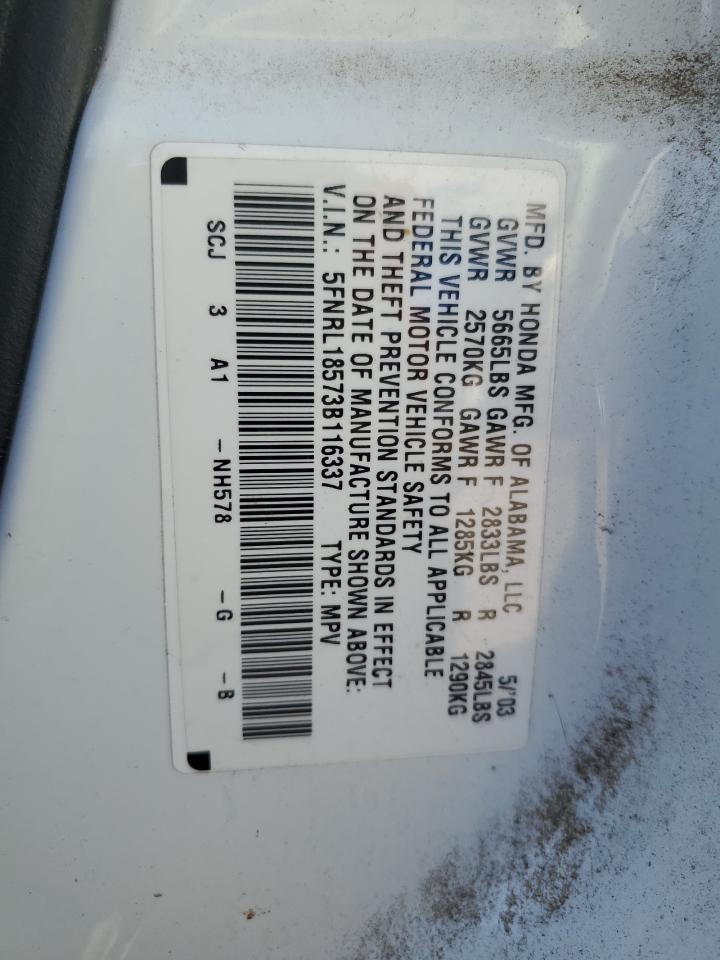 MFD. BY HONDA MFG. OF ALABAMA, LLC 5/'03
GVWR 5665LBS GAWR F 2833LBS R 2845LBS
GVWR 2570KG GAWR F 1285KG R 1290KG
THIS VEHICLE CONFORMS TO ALL APPLICABLE
FEDERAL MOTOR VEHICLE SAFETY
AND THEFT PREVENTION STANDARDS IN EFFECT
ON THE DATE OF MANUFACTURE SHOWN ABOVE.
V.I.N.: 5FNRL18573B116337 TYPE: MPV
SCJ 3 A1 -NH578 -G -B